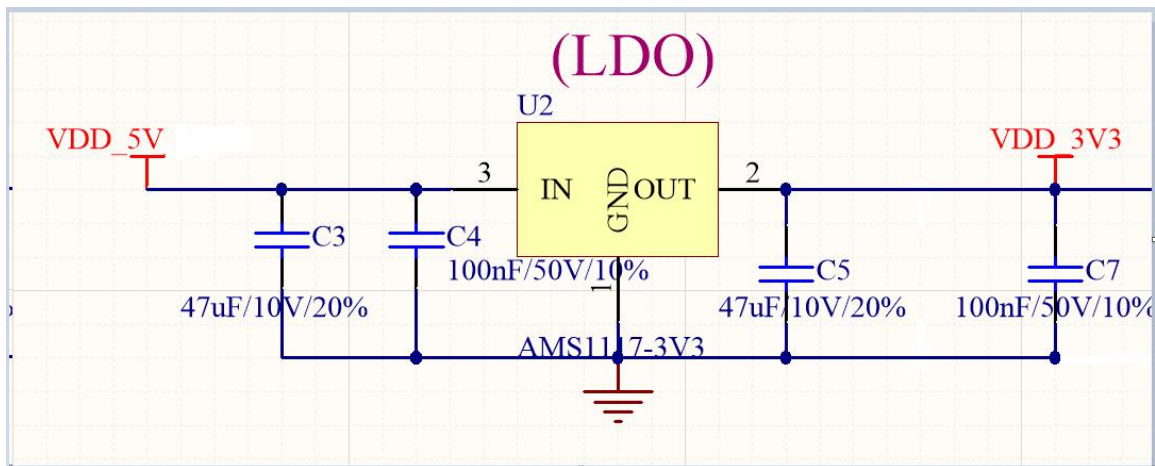 (LDO)
U2
VDD_5V
VDD_3V3
3
IN
GND
OUT
2
C3
C4
C5
C7
100nF/50V/10%
47uF/10V/20%
1
47uF/10V/20%
100nF/50V/10%
AMS1117-3V3